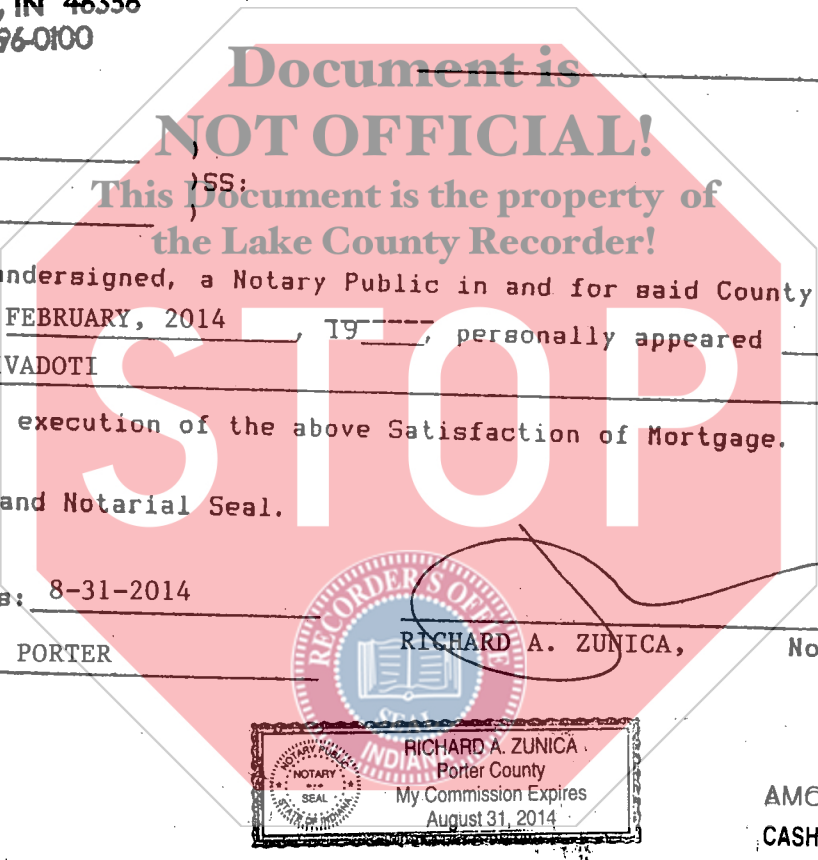 , IN 46356
96-0100
Document is
NOT OFFICIAL!
)
)SS:
This Document is the property of
)
the Lake County Recorder!
undersigned, a Notary Public in and for said County
FEBRUARY, 2014 , 19 ----, personally appeared
VADOTI
execution of the above Satisfaction of Mortgage.
STOP
and Notarial Seal.
s: 8-31-2014
PORTER
RICHARD A. ZUNICA, No
RECORDER'S OFFICE
SEAL
INDIANA
NOTARY PUBLIC
NOTARY
SEAL
STATE OF INDIANA
RICHARD A. ZUNICA
Porter County
My Commission Expires
August 31, 2014
AM
CASH